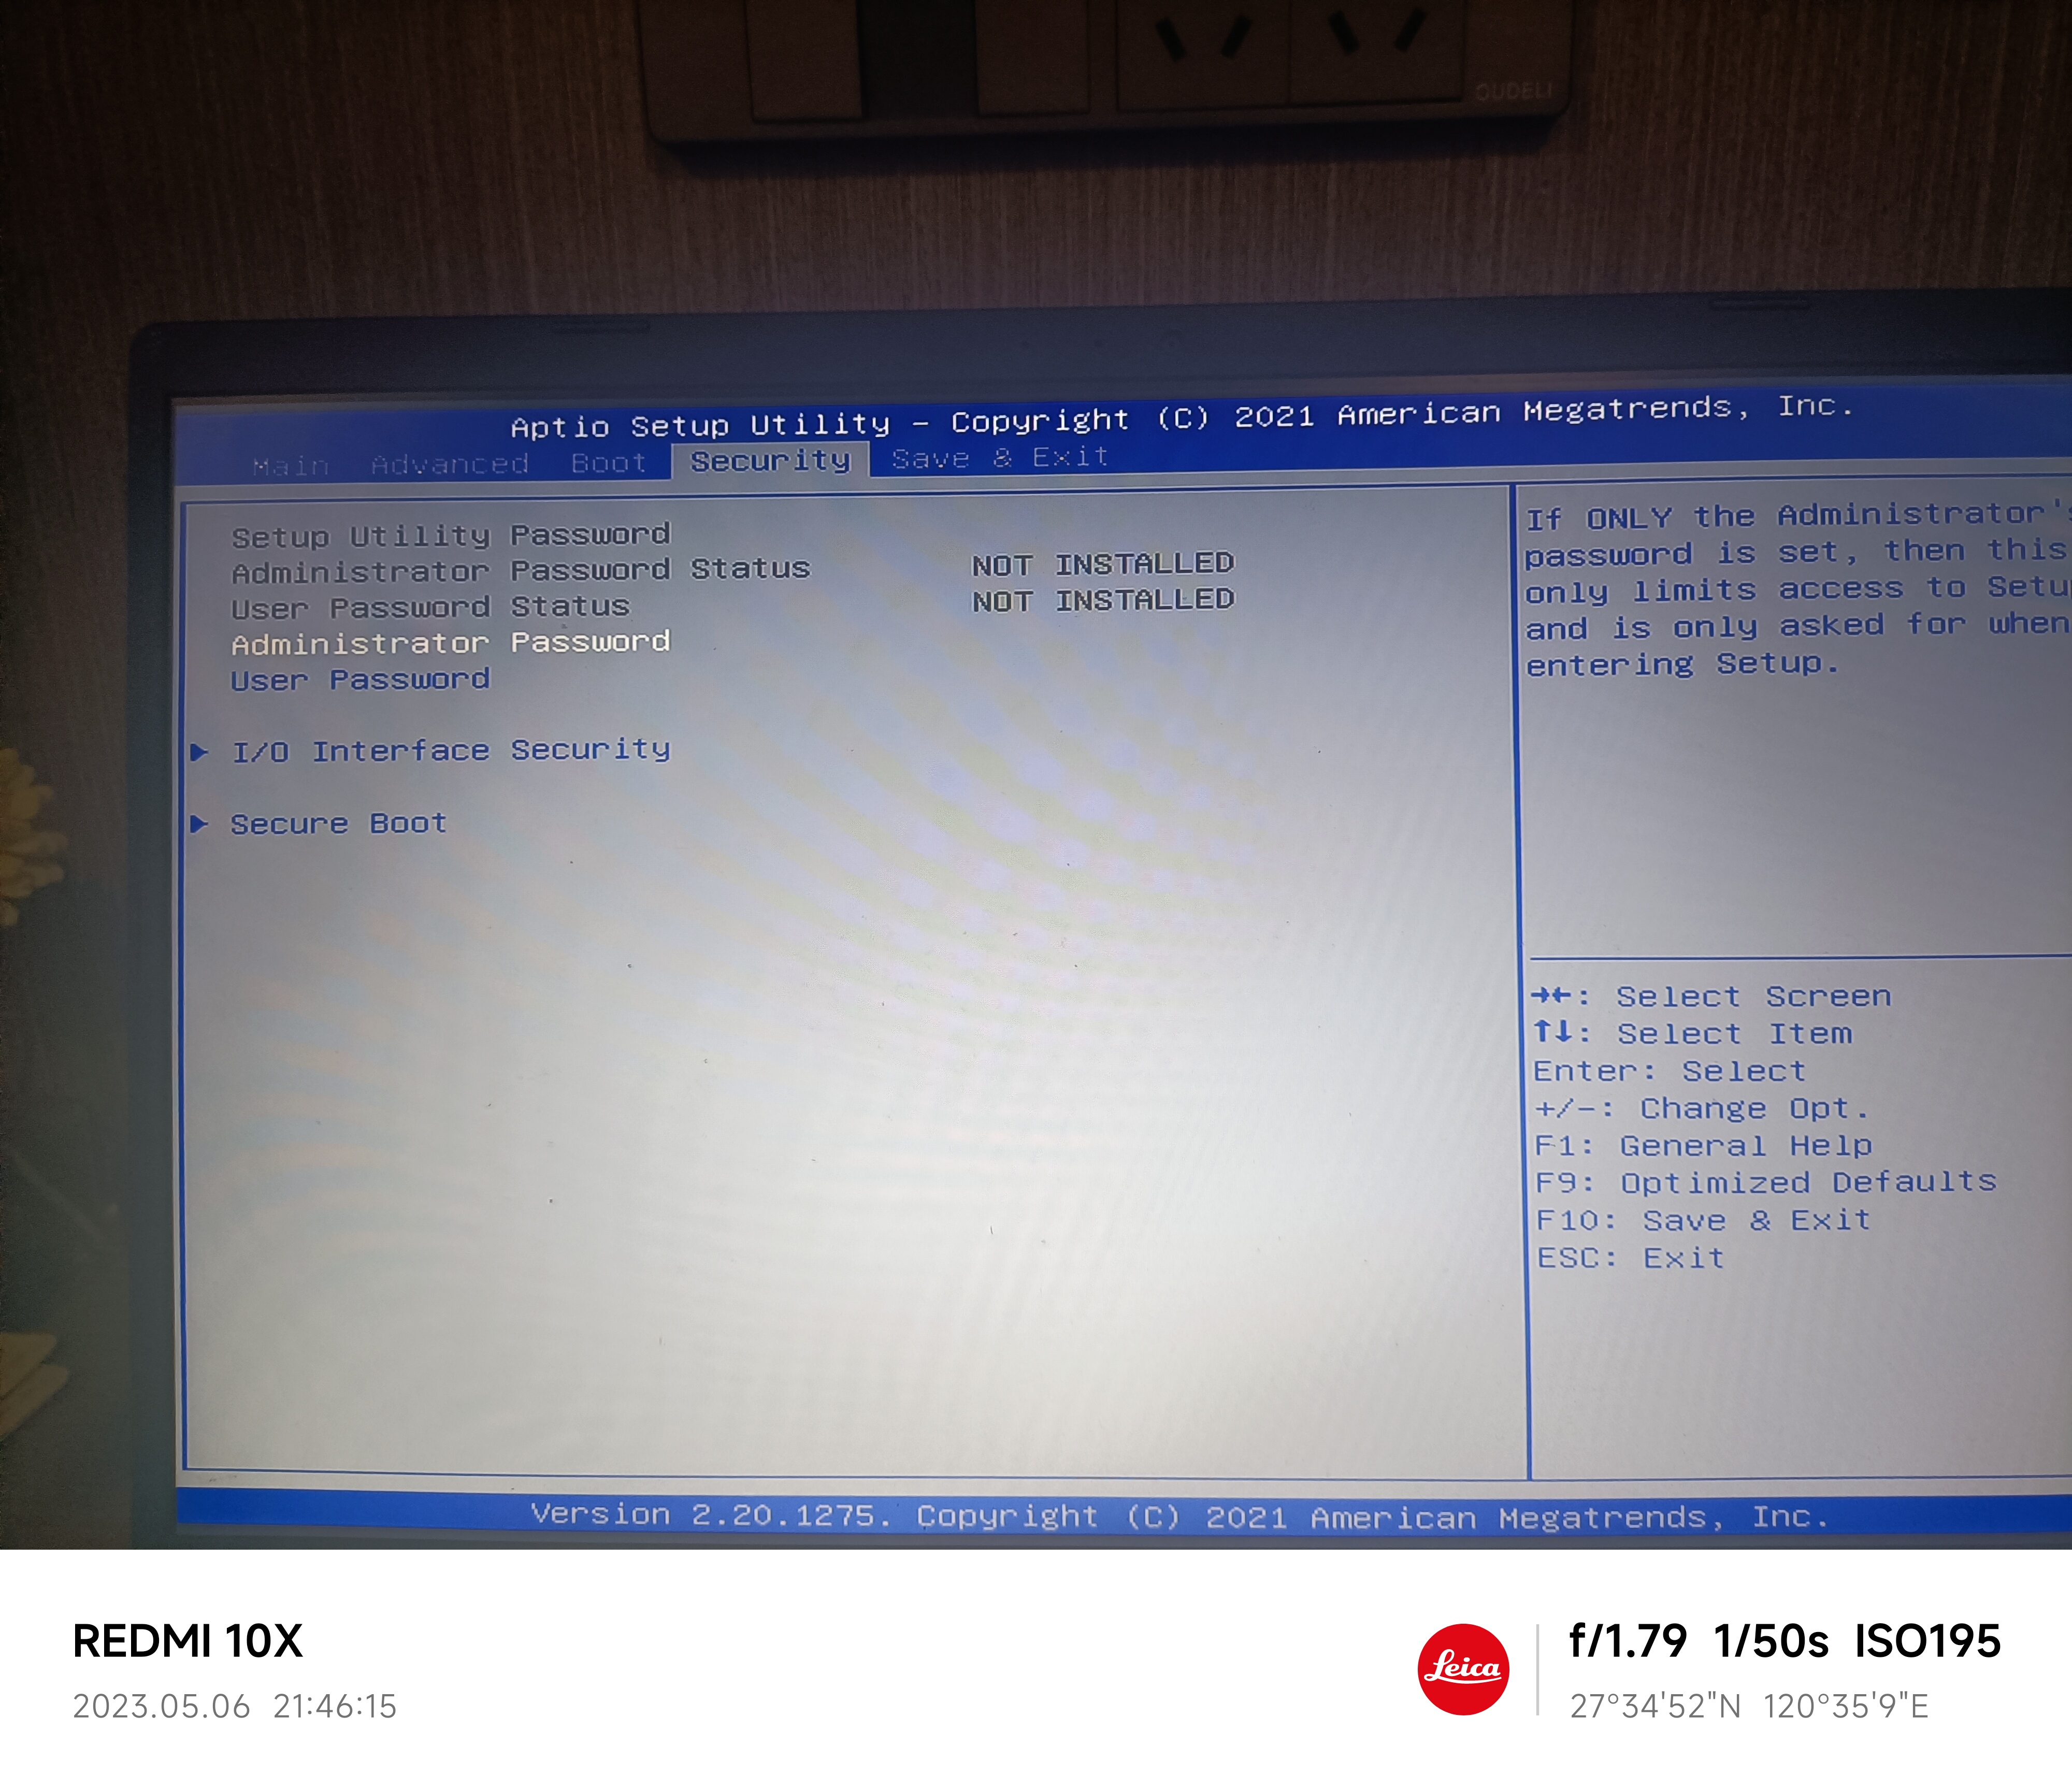 OUDELI
Aptio Setup Utility – Copyright (C) 2021 American Megatrends, Inc.
Main Advanced Boot Security Save & Exit
Setup Utility Password
Administrator Password Status NOT INSTALLED
User Password Status NOT INSTALLED
Administrator Password
User Password
I/O Interface Security
Secure Boot
If ONLY the Administrator's
password is set, then this
only limits access to Setu
and is only asked for when
entering Setup.
→←: Select Screen
↑↓: Select Item
Enter: Select
+/-: Change Opt.
F1: General Help
F9: Optimized Defaults
F10: Save & Exit
ESC: Exit
Version 2.20.1275. Copyright (C) 2021 American Megatrends, Inc.
REDMI 10X
2023.05.06 21:46:15
Leica
f/1.79 1/50s ISO195
27°34'52"N 120°35'9"E